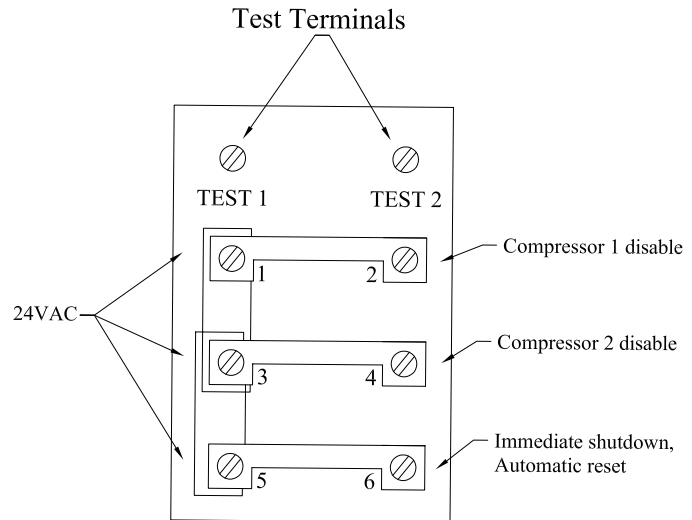 Test Terminals
TEST 1 TEST 2
Compressor 1 disable
1 2
24VAC
Compressor 2 disable
3 4
Immediate shutdown,
Automatic reset
5 6